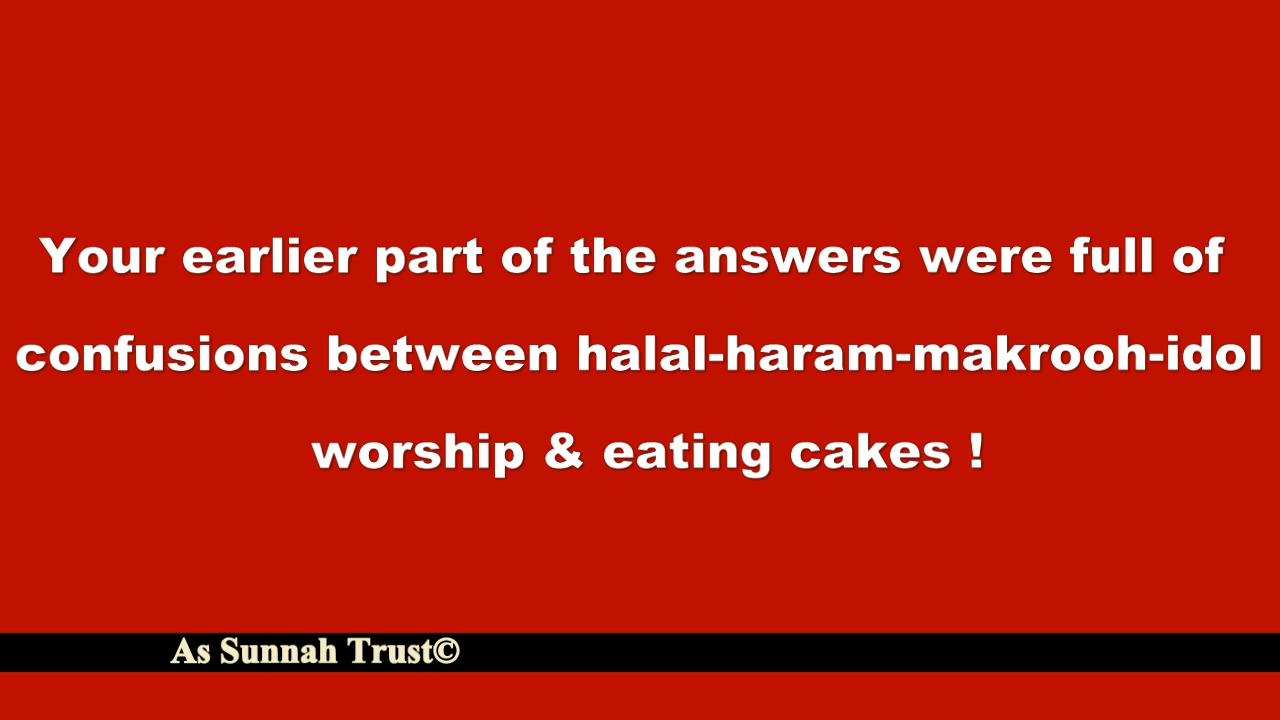 Your earlier part of the answers were full of
confusions between halal-haram-makrooh-idol
worship & eating cakes !
As Sunnah Trust©